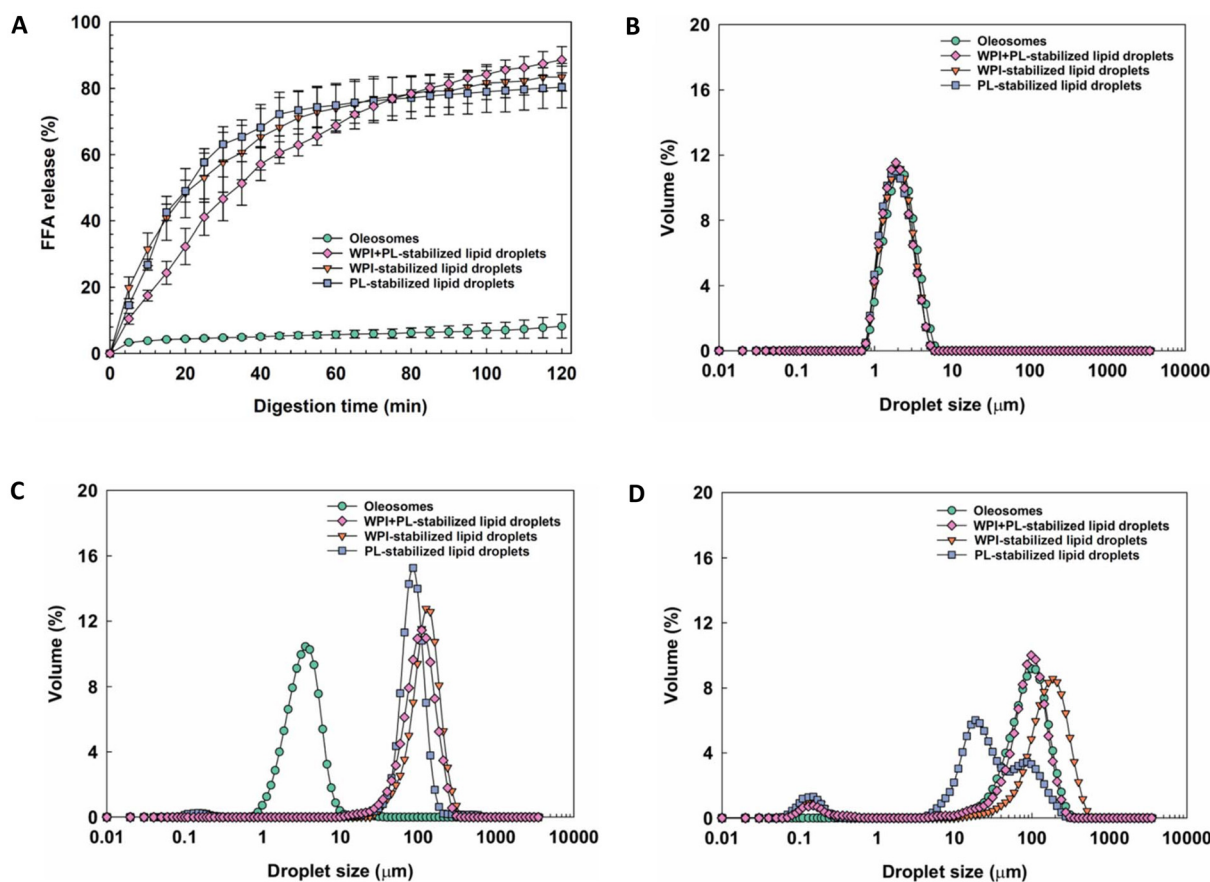 A
100
80
60
40
20
0
FFA release (%)
Oleosomes
WPI+PL-stabilized lipid droplets
WPI-stabilized lipid droplets
PL-stabilized lipid droplets
0 20 40 60 80 100 120
Digestion time (min)
B
20
16
12
8
4
0
Volume (%)
Oleosomes
WPI+PL-stabilized lipid droplets
WPI-stabilized lipid droplets
PL-stabilized lipid droplets
0.01 0.1 1 10 100 1000 10000
Droplet size (μm)
C
20
16
12
8
4
0
Volume (%)
Oleosomes
WPI+PL-stabilized lipid droplets
WPI-stabilized lipid droplets
PL-stabilized lipid droplets
0.01 0.1 1 10 100 1000 10000
Droplet size (μm)
D
20
16
12
8
4
0
Volume (%)
Oleosomes
WPI+PL-stabilized lipid droplets
WPI-stabilized lipid droplets
PL-stabilized lipid droplets
0.01 0.1 1 10 100 1000 10000
Droplet size (μm)